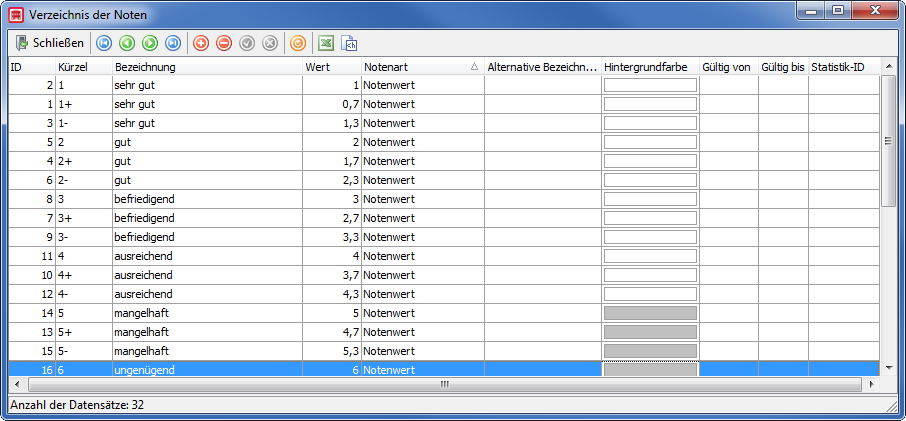 Verzeichnis der Noten
Schließen
ID Kürzel Bezeichnung Wert Notenart Alternative Bezeichn... Hintergrundfarbe Gültig von Gültig bis Statistik-ID
2 1 sehr gut 1 Notenwert
1 1+ sehr gut 0,7 Notenwert
3 1- sehr gut 1,3 Notenwert
5 2 gut 2 Notenwert
4 2+ gut 1,7 Notenwert
6 2- gut 2,3 Notenwert
8 3 befriedigend 3 Notenwert
7 3+ befriedigend 2,7 Notenwert
9 3- befriedigend 3,3 Notenwert
11 4 ausreichend 4 Notenwert
10 4+ ausreichend 3,7 Notenwert
12 4- ausreichend 4,3 Notenwert
14 5 mangelhaft 5 Notenwert
13 5+ mangelhaft 4,7 Notenwert
15 5- mangelhaft 5,3 Notenwert
16 6 ungenügend 6 Notenwert
Anzahl der Datensätze: 32